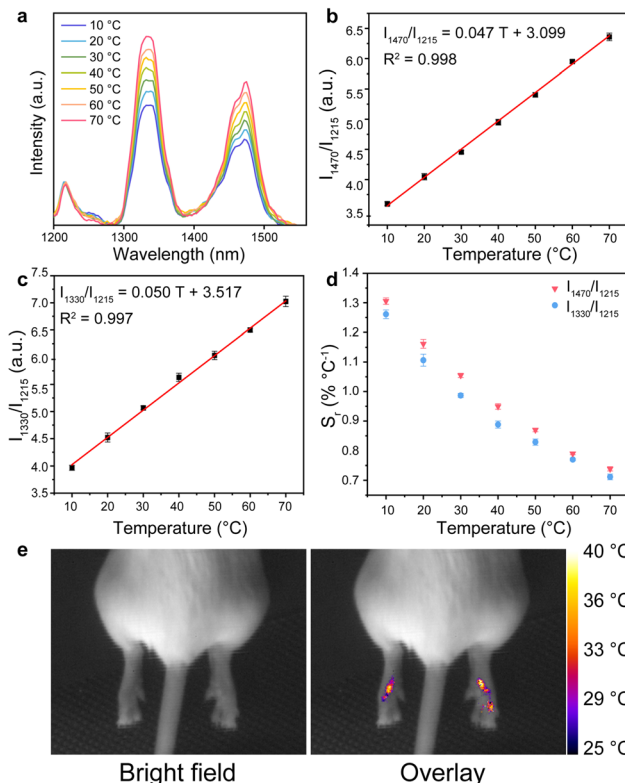 a
10 °C
20 °C
30 °C
40 °C
50 °C
60 °C
70 °C
Intensity (a.u.)
1200 1300 1400 1500
Wavelength (nm)
b
I1470/I1215 = 0.047 T + 3.099
R² = 0.998
I1470/I1215 (a.u.)
6.5
6.0
5.5
5.0
4.5
4.0
3.5
10 20 30 40 50 60 70
Temperature (°C)
c
I1330/I1215 = 0.050 T + 3.517
R² = 0.997
I1330/I1215 (a.u.)
7.5
7.0
6.5
6.0
5.5
5.0
4.5
4.0
3.5
10 20 30 40 50 60 70
Temperature (°C)
d
I1470/I1215
I1330/I1215
Sr (% °C⁻¹)
1.4
1.3
1.2
1.1
1.0
0.9
0.8
0.7
10 20 30 40 50 60 70
Temperature (°C)
e
40 °C
36 °C
33 °C
29 °C
25 °C
Bright field
Overlay